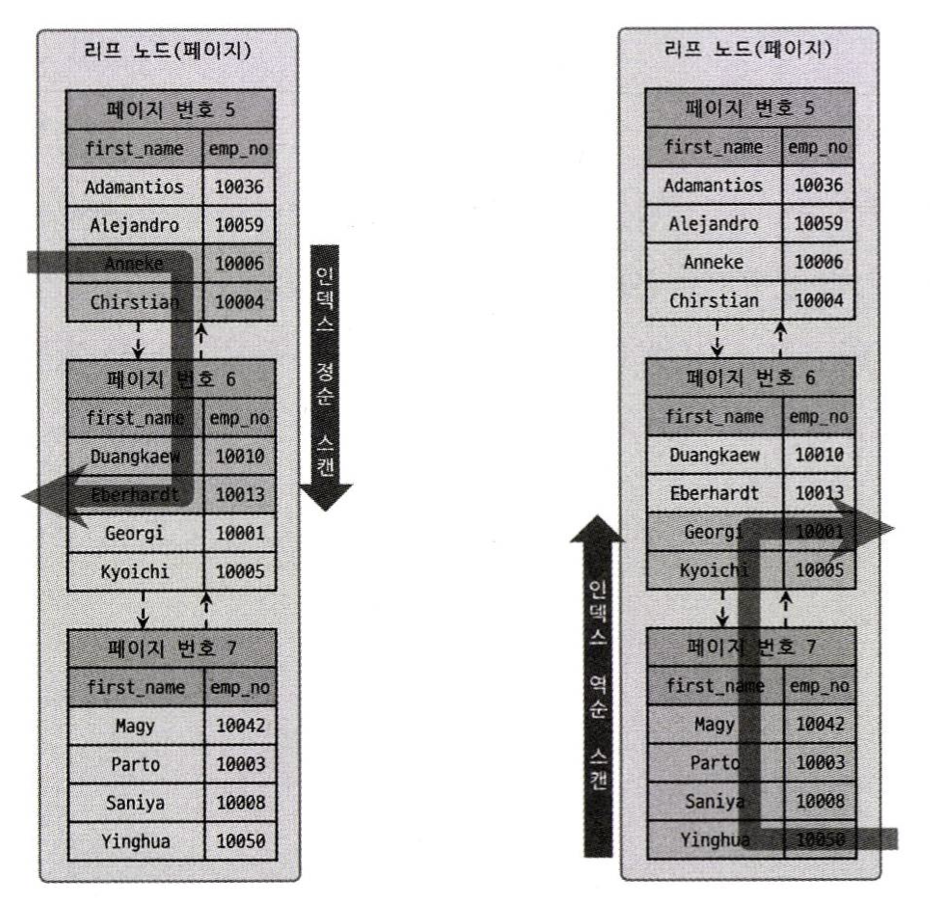 리프 노드(페이지)
페이지 번호 5
first_name emp_no
Adamantios 10036
Alejandro 10059
Anneke 10006
Chirstian 10004
페이지 번호 6
first_name emp_no
Duangkaew 10010
Eberhardt 10013
Georgi 10001
Kyoichi 10005
페이지 번호 7
first_name emp_no
Magy 10042
Parto 10003
Saniya 10008
Yinghua 10050
인덱스 정순 스캔
리프 노드(페이지)
페이지 번호 5
first_name emp_no
Adamantios 10036
Alejandro 10059
Anneke 10006
Chirstian 10004
페이지 번호 6
first_name emp_no
Duangkaew 10010
Eberhardt 10013
Georgi 10001
Kyoichi 10005
페이지 번호 7
first_name emp_no
Magy 10042
Parto 10003
Saniya 10008
Yinghua 10050
인덱스 역순 스캔